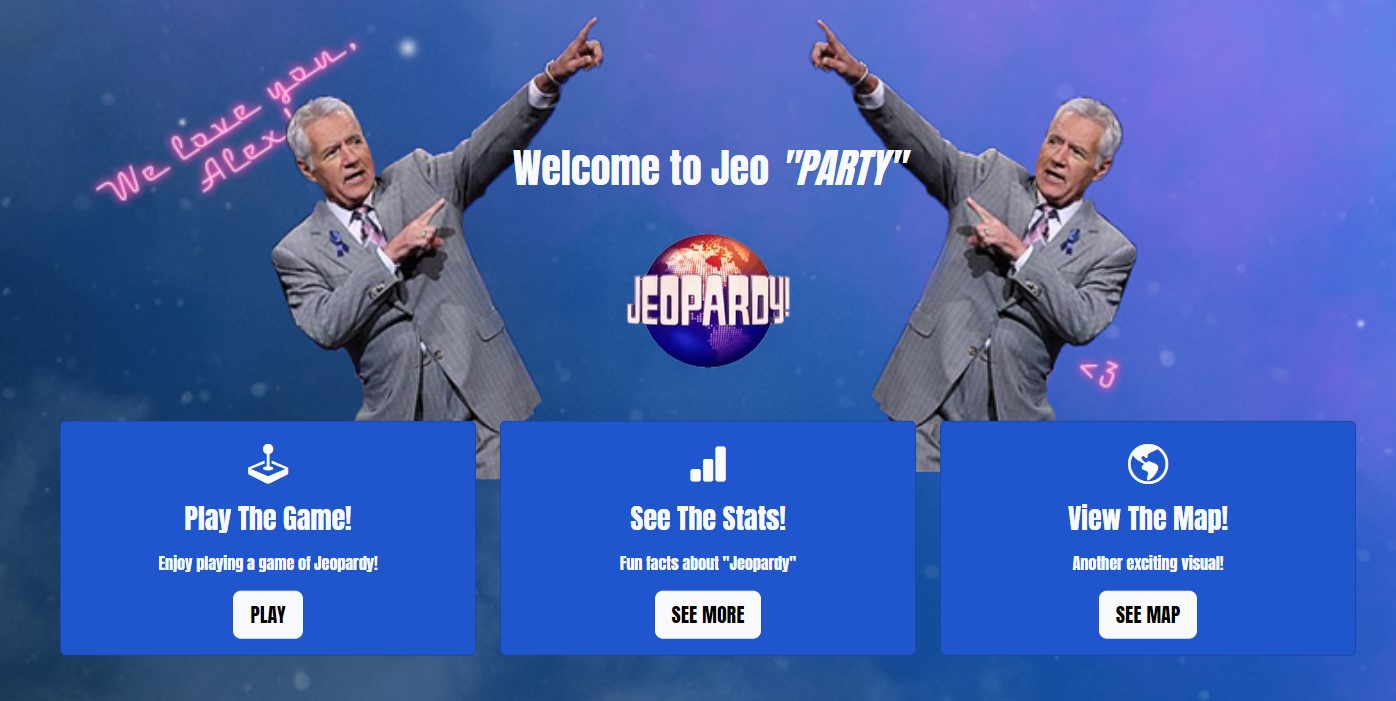 We love you,
Alex!
Welcome to Jeo "PARTY"
JEOPARDY!
<3
Play The Game!
Enjoy playing a game of Jeopardy!
PLAY
See The Stats!
Fun facts about "Jeopardy"
SEE MORE
View The Map!
Another exciting visual!
SEE MAP